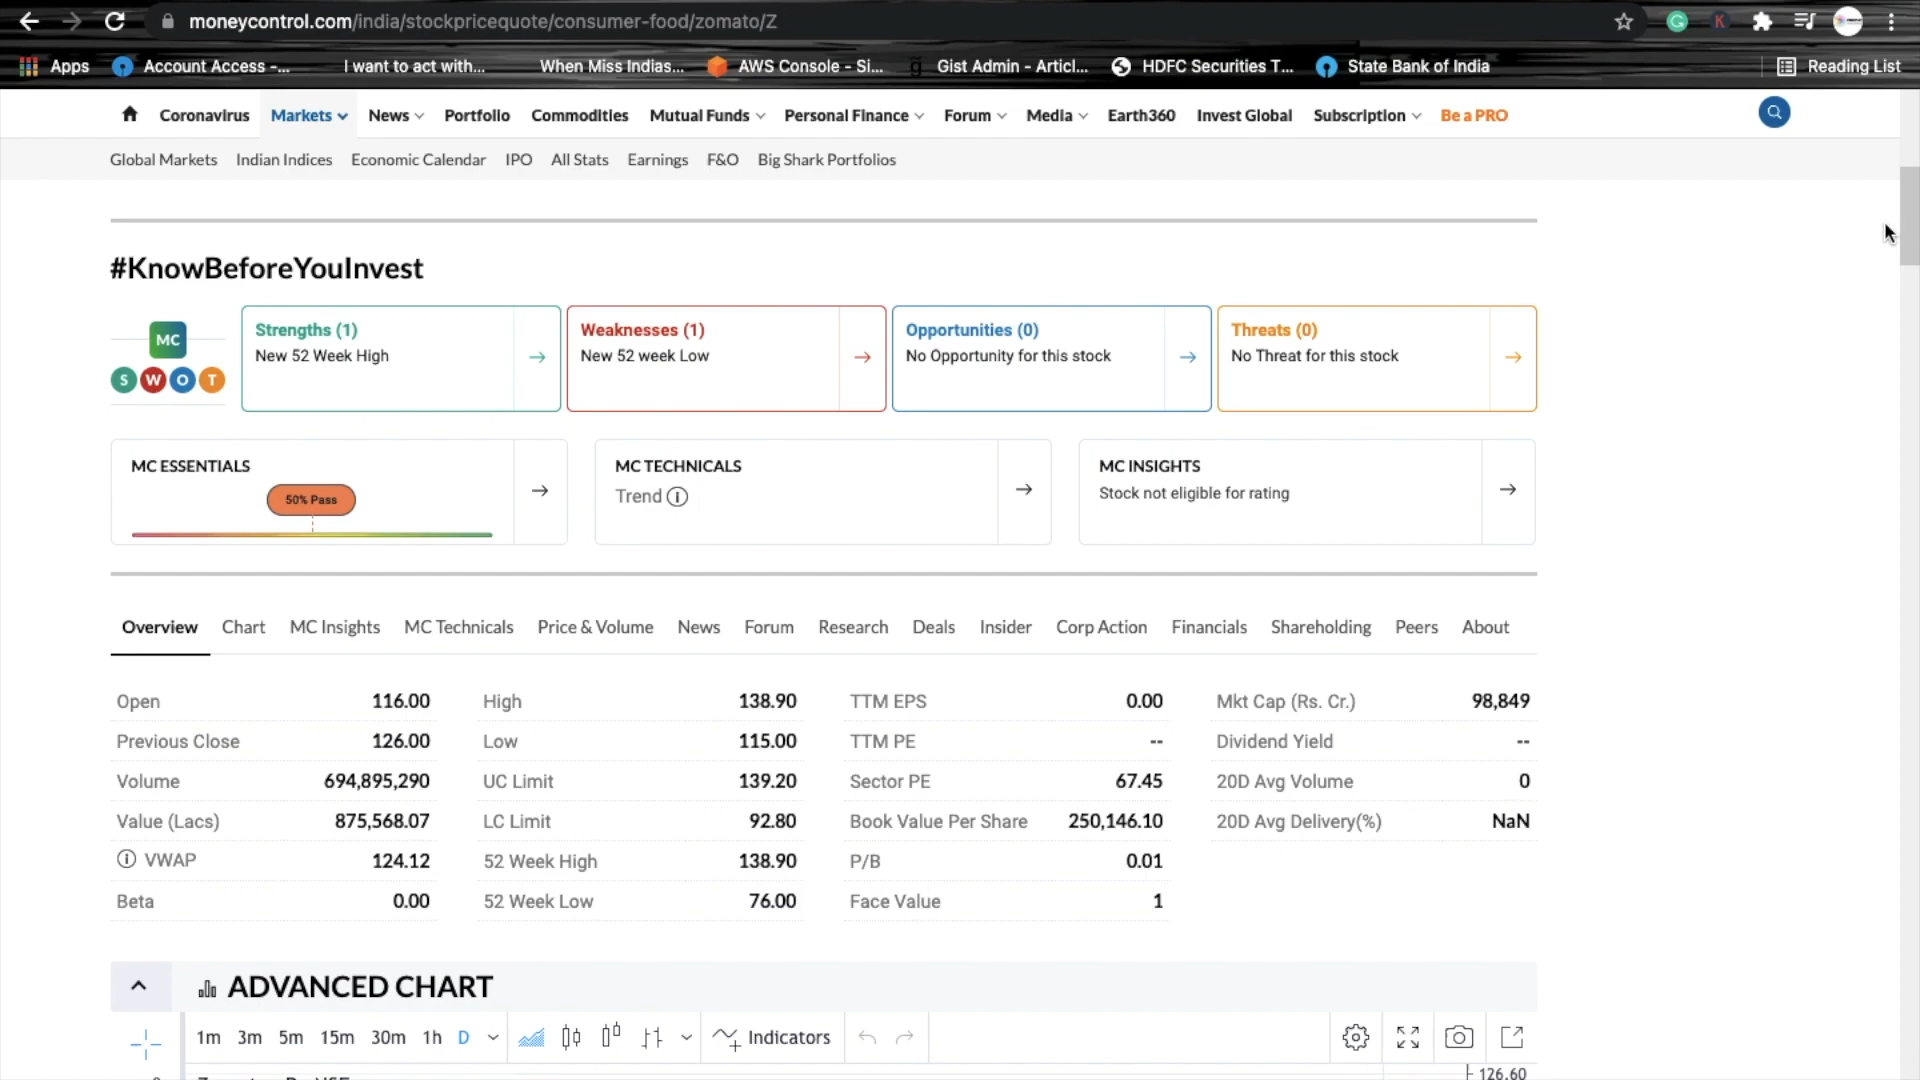 moneycontrol.com/india/stockpricequote/consumer-food/zomato/Z
Apps Account Access -... I want to act with... When Miss Indias... AWS Console - Si... Gist Admin - Articl... HDFC Securities T... State Bank of India Reading List
Coronavirus Markets News Portfolio Commodities Mutual Funds Personal Finance Forum Media Earth360 Invest Global Subscription Be a PRO
Global Markets Indian Indices Economic Calendar IPO All Stats Earnings F&O Big Shark Portfolios
#KnowBeforeYouInvest
MC
S W O T
Strengths (1)
New 52 Week High
Weaknesses (1)
New 52 week Low
Opportunities (0)
No Opportunity for this stock
Threats (0)
No Threat for this stock
MC ESSENTIALS
50% Pass
MC TECHNICALS
Trend
MC INSIGHTS
Stock not eligible for rating
Overview Chart MC Insights MC Technicals Price & Volume News Forum Research Deals Insider Corp Action Financials Shareholding Peers About
Open 116.00 High 138.90 TTM EPS 0.00 Mkt Cap (Rs. Cr.) 98,849
Previous Close 126.00 Low 115.00 TTM PE -- Dividend Yield --
Volume 694,895,290 UC Limit 139.20 Sector PE 67.45 20D Avg Volume 0
Value (Lacs) 875,568.07 LC Limit 92.80 Book Value Per Share 250,146.10 20D Avg Delivery(%) NaN
VWAP 124.12 52 Week High 138.90 P/B 0.01
Beta 0.00 52 Week Low 76.00 Face Value 1
ADVANCED CHART
1m 3m 5m 15m 30m 1h D Indicators
126.60